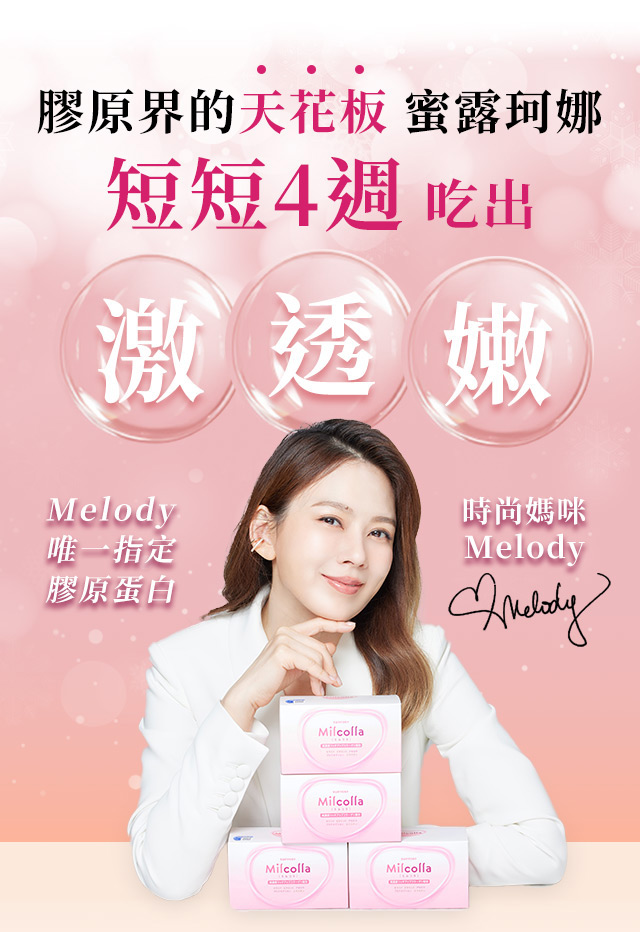 膠原界的天花板 蜜露珂娜
短短4週 吃出
激 透 嫩
Melody
唯一指定
膠原蛋白
時尚媽咪
Melody
Melody
Milcolla
Milcolla
Milcolla
Milcolla